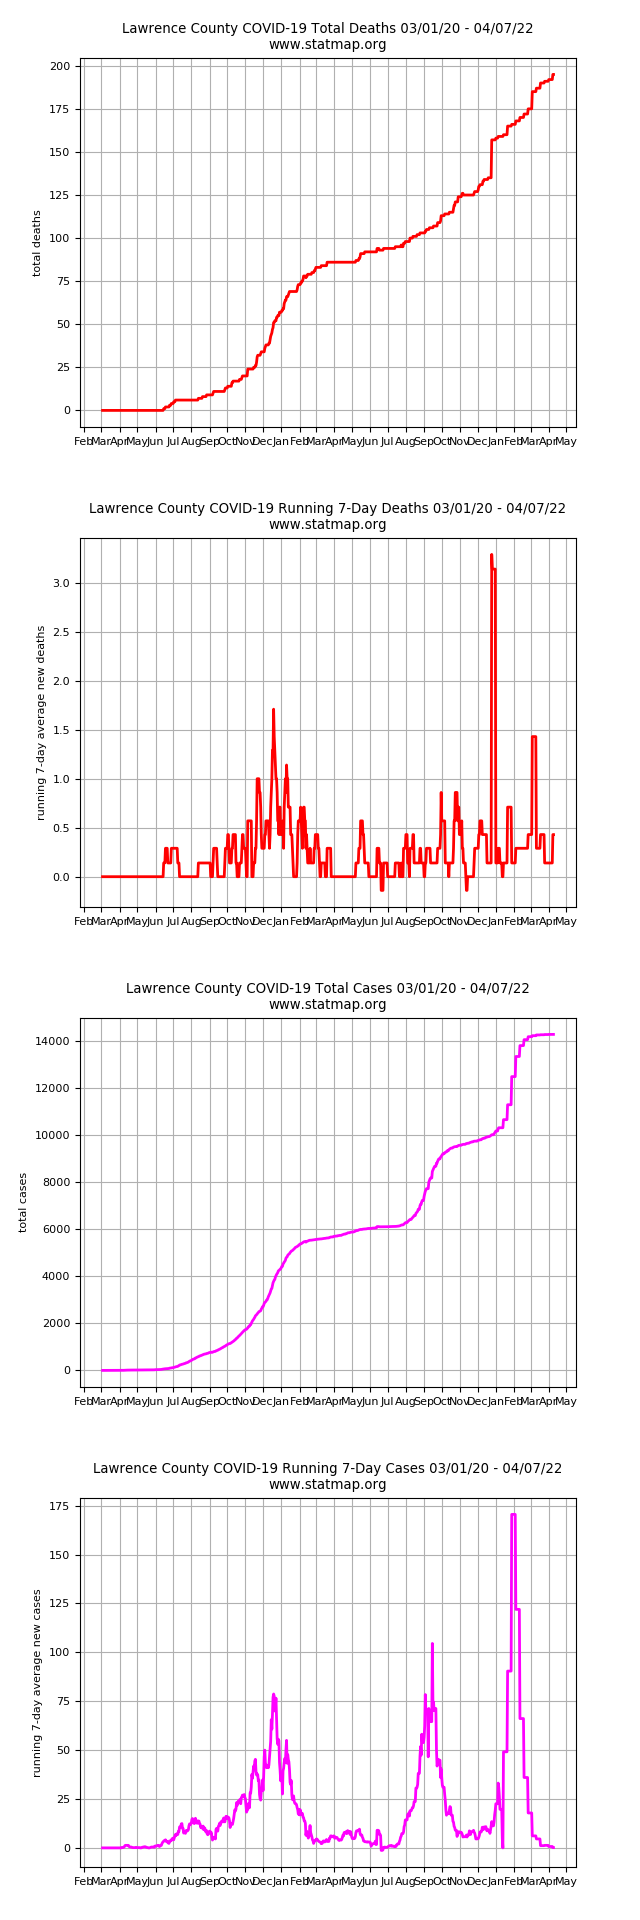 Lawrence County COVID-19 Total Deaths 03/01/20 - 04/07/22
www.statmap.org
200
175
150
125
100
75
50
25
0
total deaths
Feb Mar Apr May Jun Jul Aug Sep Oct Nov Dec Jan Feb Mar Apr May Jun Jul Aug Sep Oct Nov Dec Jan Feb Mar Apr May
Lawrence County COVID-19 Running 7-Day Deaths 03/01/20 - 04/07/22
www.statmap.org
3.0
2.5
2.0
1.5
1.0
0.5
0.0
running 7-day average new deaths
Feb Mar Apr May Jun Jul Aug Sep Oct Nov Dec Jan Feb Mar Apr May Jun Jul Aug Sep Oct Nov Dec Jan Feb Mar Apr May
Lawrence County COVID-19 Total Cases 03/01/20 - 04/07/22
www.statmap.org
14000
12000
10000
8000
6000
4000
2000
0
total cases
Feb Mar Apr May Jun Jul Aug Sep Oct Nov Dec Jan Feb Mar Apr May Jun Jul Aug Sep Oct Nov Dec Jan Feb Mar Apr May
Lawrence County COVID-19 Running 7-Day Cases 03/01/20 - 04/07/22
www.statmap.org
175
150
125
100
75
50
25
0
running 7-day average new cases
Feb Mar Apr May Jun Jul Aug Sep Oct Nov Dec Jan Feb Mar Apr May Jun Jul Aug Sep Oct Nov Dec Jan Feb Mar Apr May